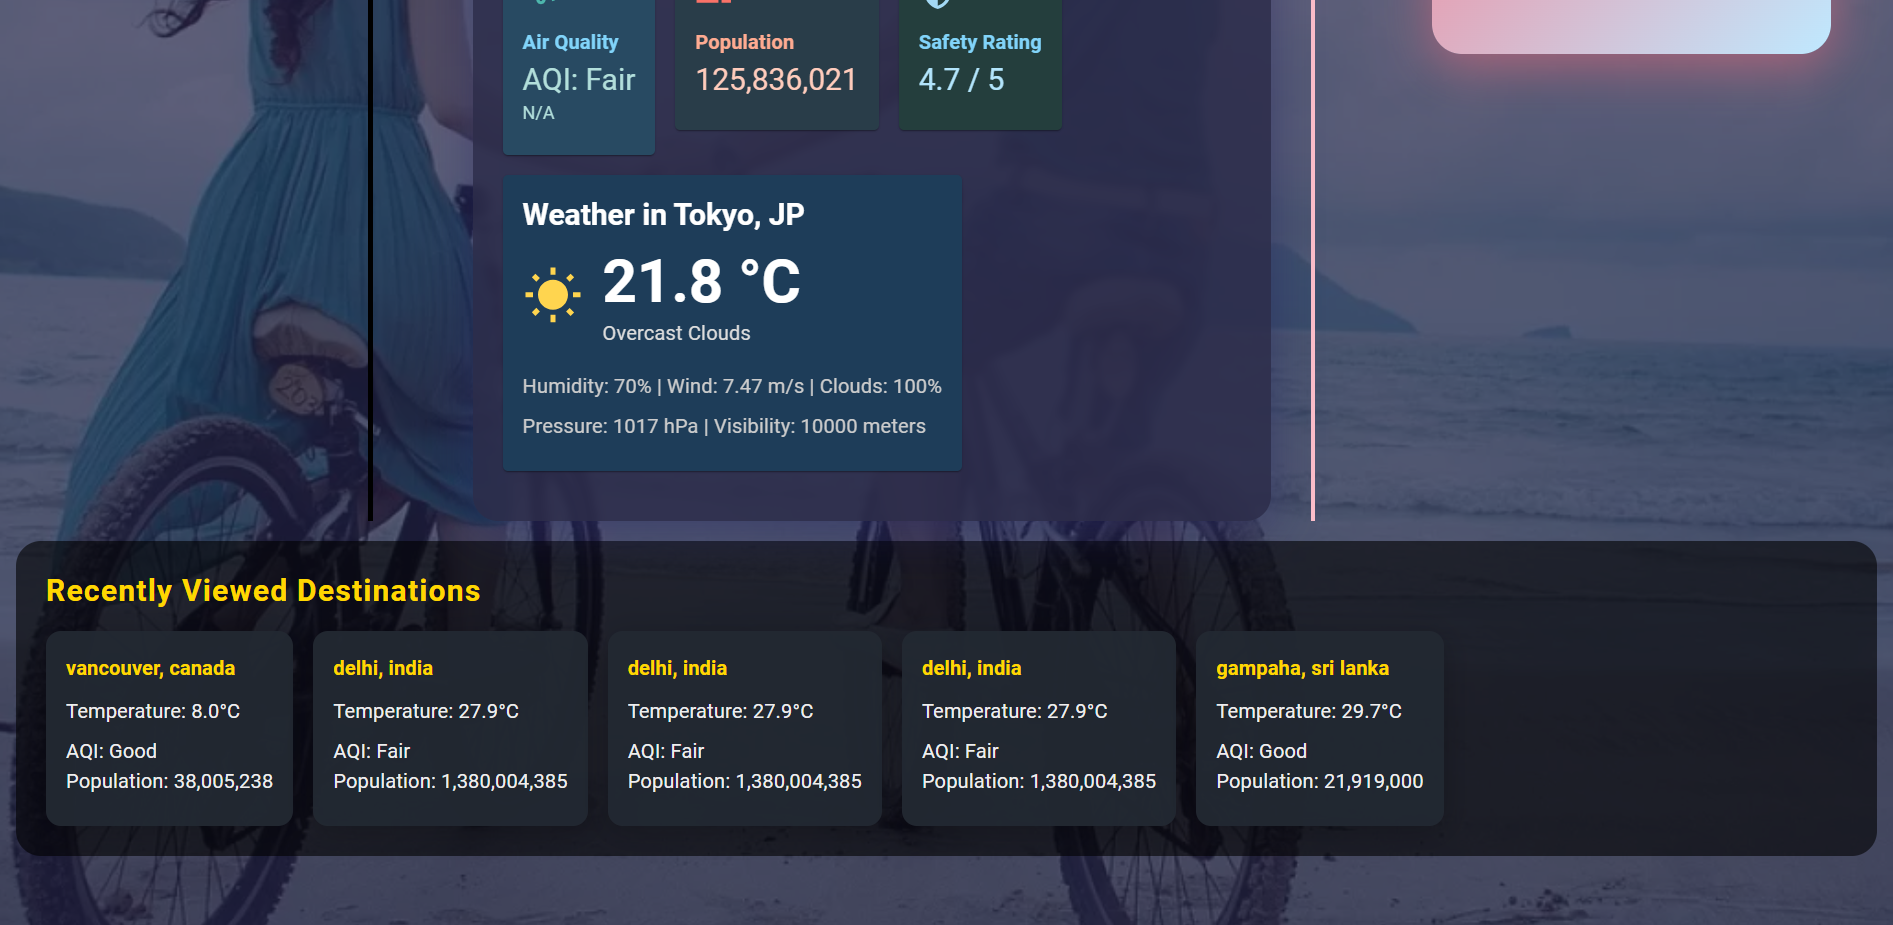 Air Quality
AQI: Fair
N/A
Population
125,836,021
Safety Rating
4.7 / 5
Weather in Tokyo, JP
21.8 °C
Overcast Clouds
Humidity: 70% | Wind: 7.47 m/s | Clouds: 100%
Pressure: 1017 hPa | Visibility: 10000 meters
Recently Viewed Destinations
vancouver, canada
Temperature: 8.0°C
AQI: Good
Population: 38,005,238
delhi, india
Temperature: 27.9°C
AQI: Fair
Population: 1,380,004,385
delhi, india
Temperature: 27.9°C
AQI: Fair
Population: 1,380,004,385
delhi, india
Temperature: 27.9°C
AQI: Fair
Population: 1,380,004,385
gampaha, sri lanka
Temperature: 29.7°C
AQI: Good
Population: 21,919,000